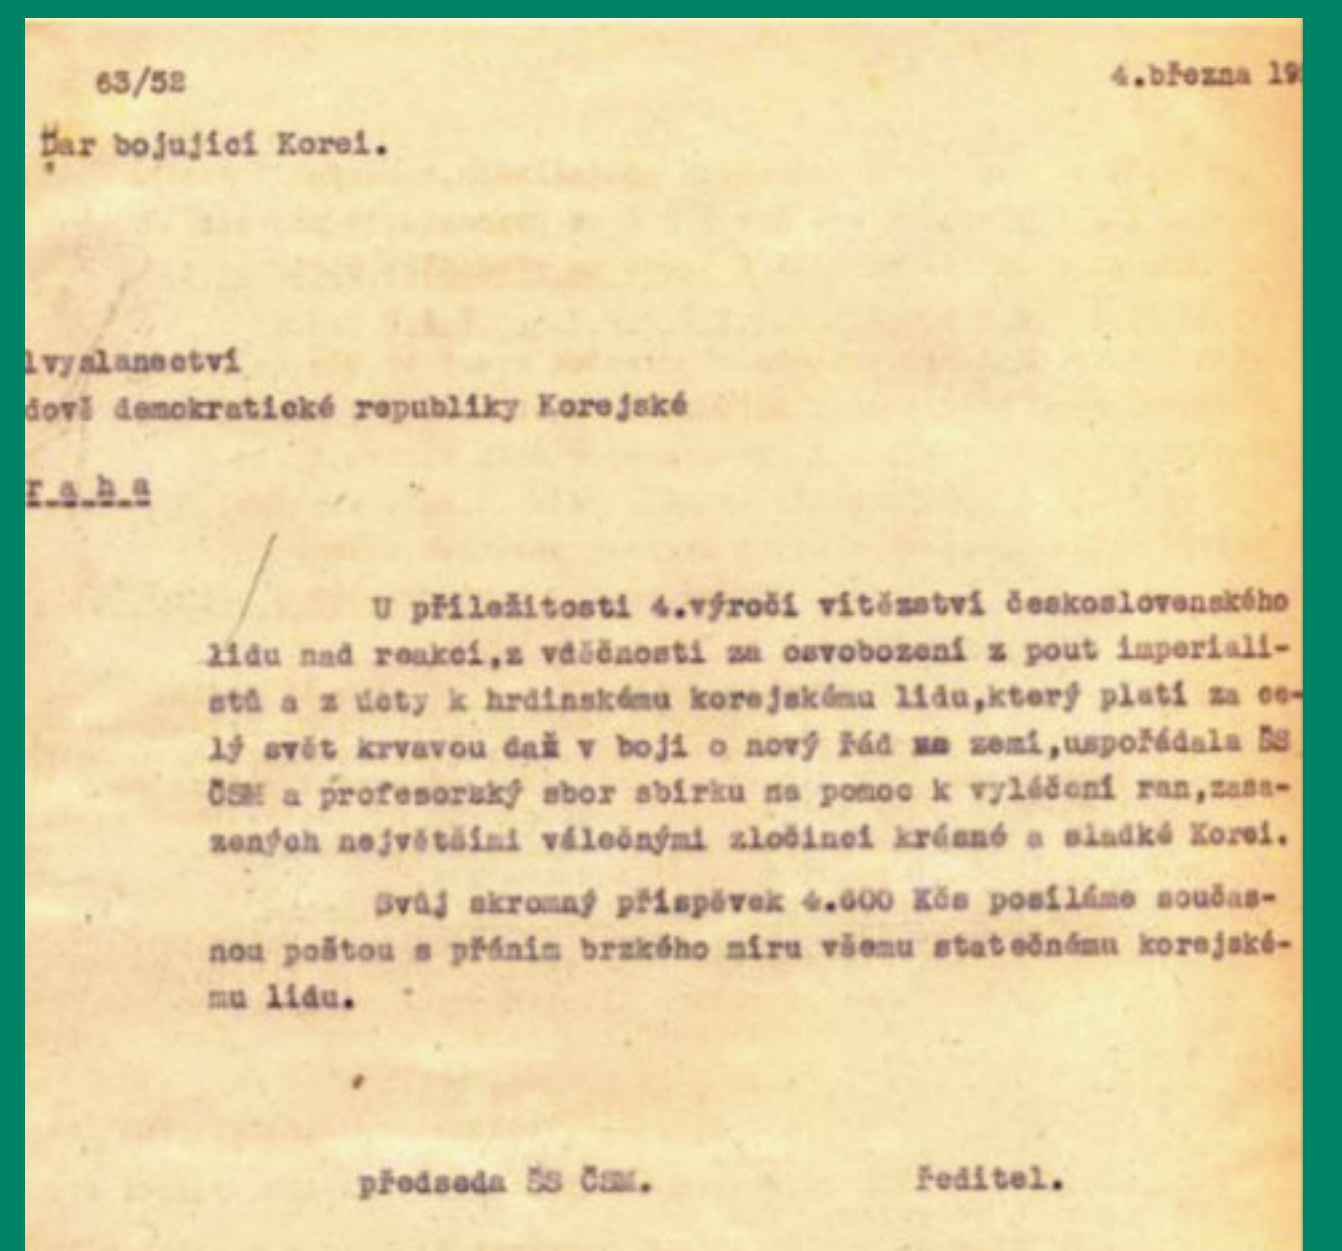 63/52
4.března 19
Dar bojující Korei.
lvyslanectví
dově demokratické republiky Korejské
r a h a
U příležitosti 4.výročí vítězství československého
lidu nad reakcí,z vděčnosti za osvobození z pout imperiali-
stů a z úcty k hrdinskému korejskému lidu,který platí za ce-
lý svět krvavou daň v boji o nový řád na zemi,uspořádala ŠS
ČSM a profesorský sbor sbírku na pomoc k vyléčení ran,zasa-
zených největšími válečnými zločinci krásné a sladké Korei.
Svůj skromný příspěvek 4.600 Kčs posíláme součas-
nou poštou s přáním brzkého míru všemu statečnému korejské-
mu lidu.
předseda ŠS ČSM.
ředitel.